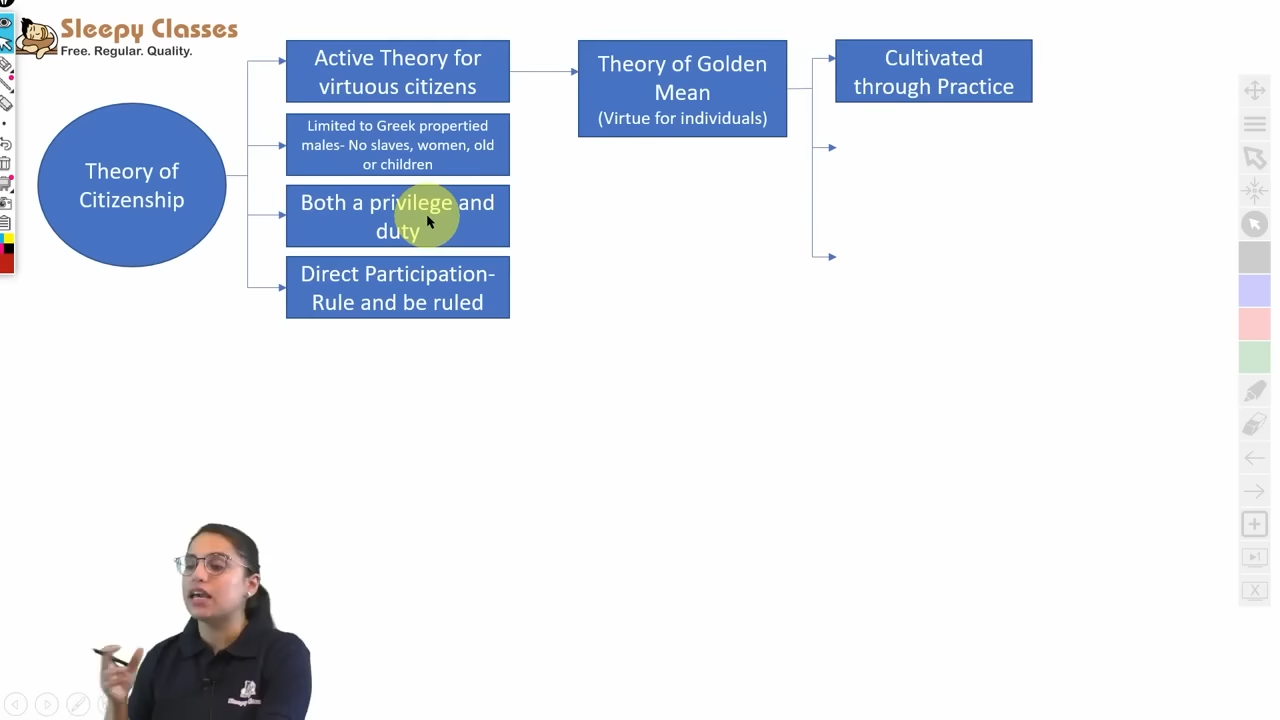 Sleepy Classes
Free. Regular. Quality.
Theory of
Citizenship
Active Theory for
virtuous citizens
Limited to Greek propertied
males- No slaves, women, old
or children
Both a privilege and
duty
Direct Participation-
Rule and be ruled
Theory of Golden
Mean
(Virtue for individuals)
Cultivated
through Practice